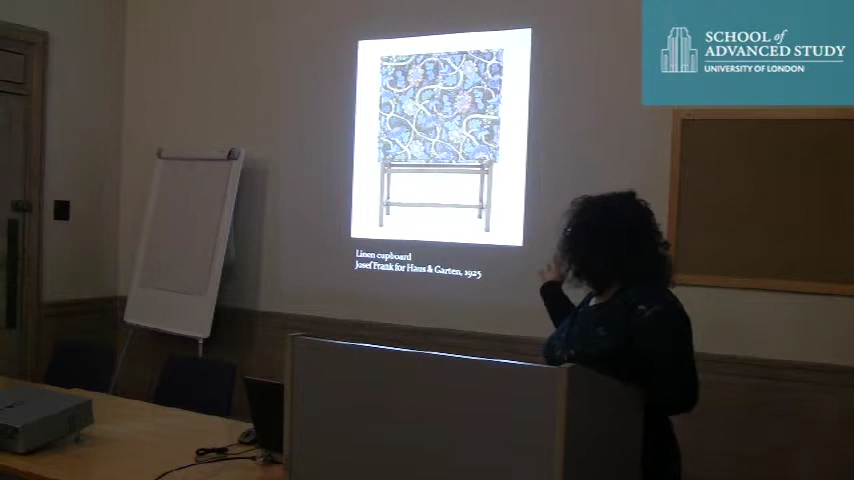 SCHOOL of
ADVANCED STUDY
UNIVERSITY OF LONDON
Linen cupboard
Josef Frank for Haus & Garten, 1925